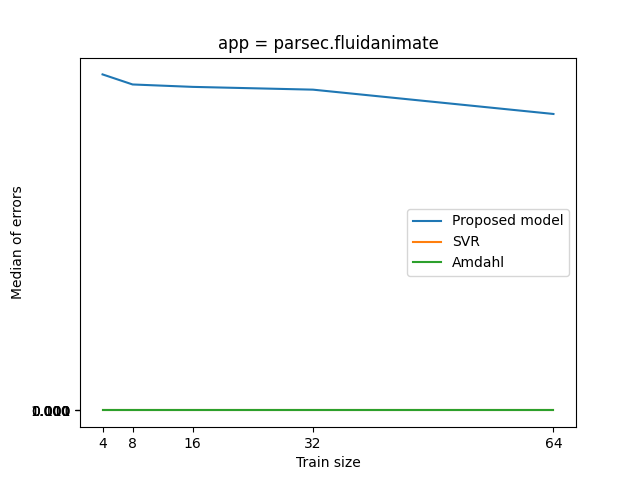 app = parsec.fluidanimate
Median of errors
Proposed model
SVR
Amdahl
4 8 16 32 64
Train size